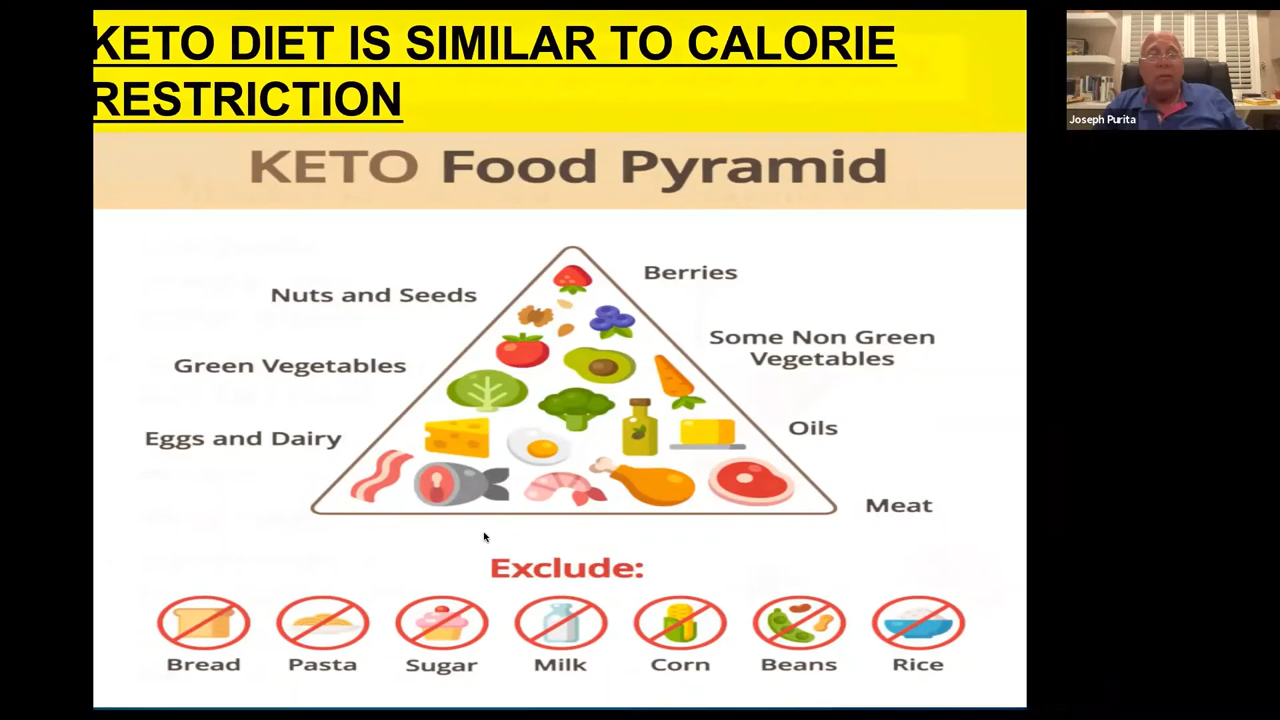 KETO DIET IS SIMILAR TO CALORIE
RESTRICTION
Joseph Purita
KETO Food Pyramid
Berries
Nuts and Seeds
Some Non Green
Vegetables
Green Vegetables
Oils
Eggs and Dairy
Meat
Exclude:
Bread Pasta Sugar Milk Corn Beans Rice